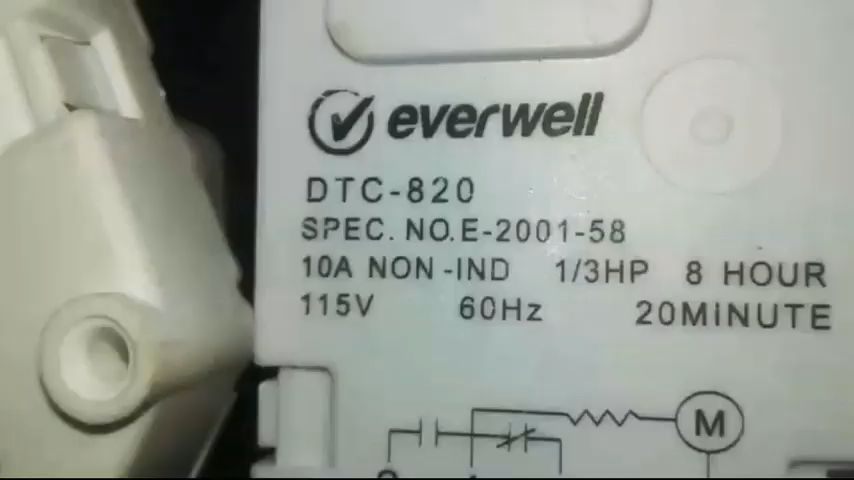 everwell
DTC-820
SPEC. NO.E-2001-58
10A NON-IND 1/3HP 8 HOUR
115V 60Hz 20MINUTE
M